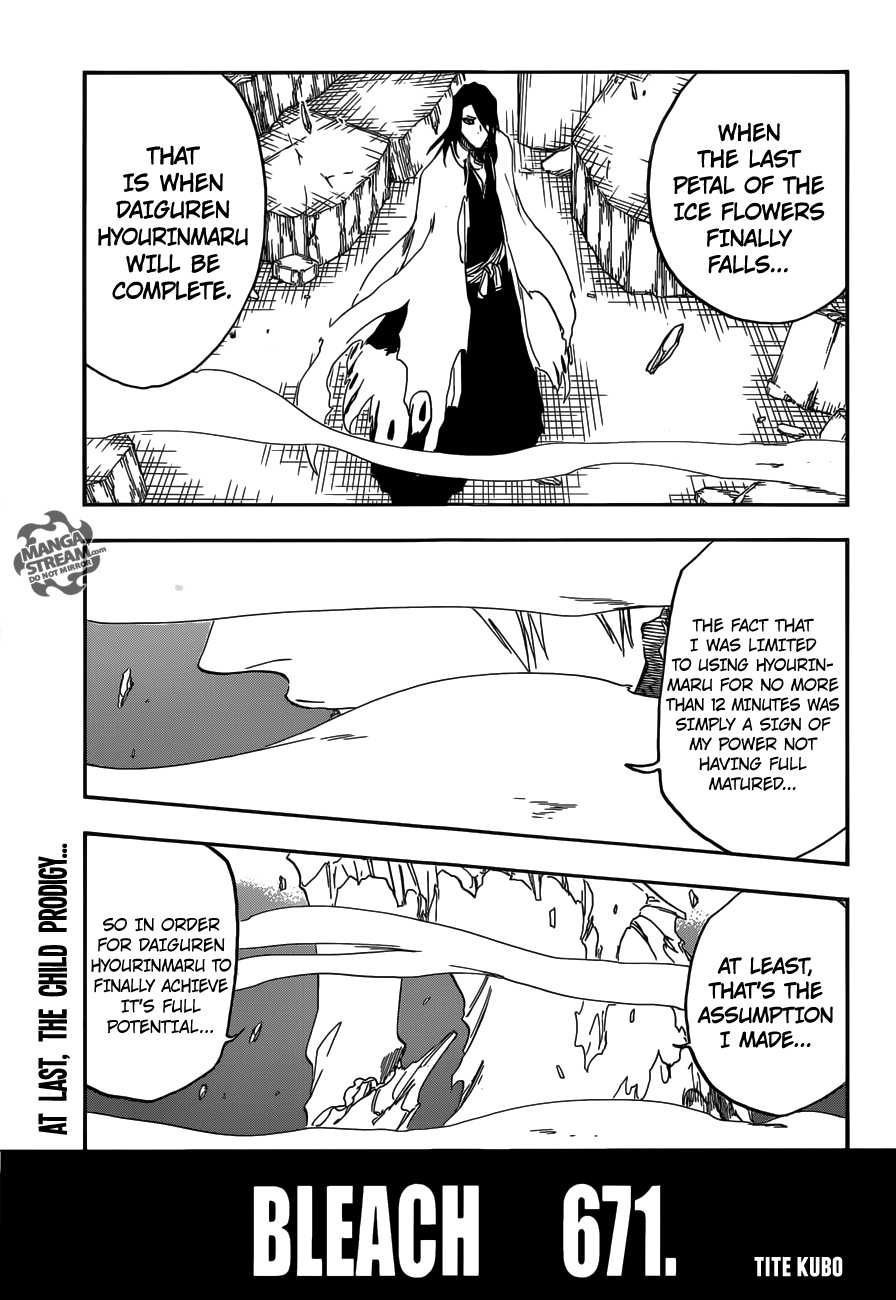 WHEN
THE LAST
PETAL OF THE
ICE FLOWERS
FINALLY
FALLS...
THAT
IS WHEN
DAIGUREN
HYOURINMARU
WILL BE
COMPLETE.
MANGA
STREAM.com
DO NOT MIRROR
THE FACT THAT
I WAS LIMITED
TO USING HYOURIN-
MARU FOR NO MORE
THAN 12 MINUTES WAS
SIMPLY A SIGN OF
MY POWER NOT
HAVING FULL
MATURED...
AT LEAST,
THAT'S THE
ASSUMPTION
I MADE...
SO IN ORDER
FOR DAIGUREN
HYOURINMARU TO
FINALLY ACHIEVE
IT'S FULL
POTENTIAL...
AT LAST, THE CHILD PRODIGY...
BLEACH 671.
TITE KUBO